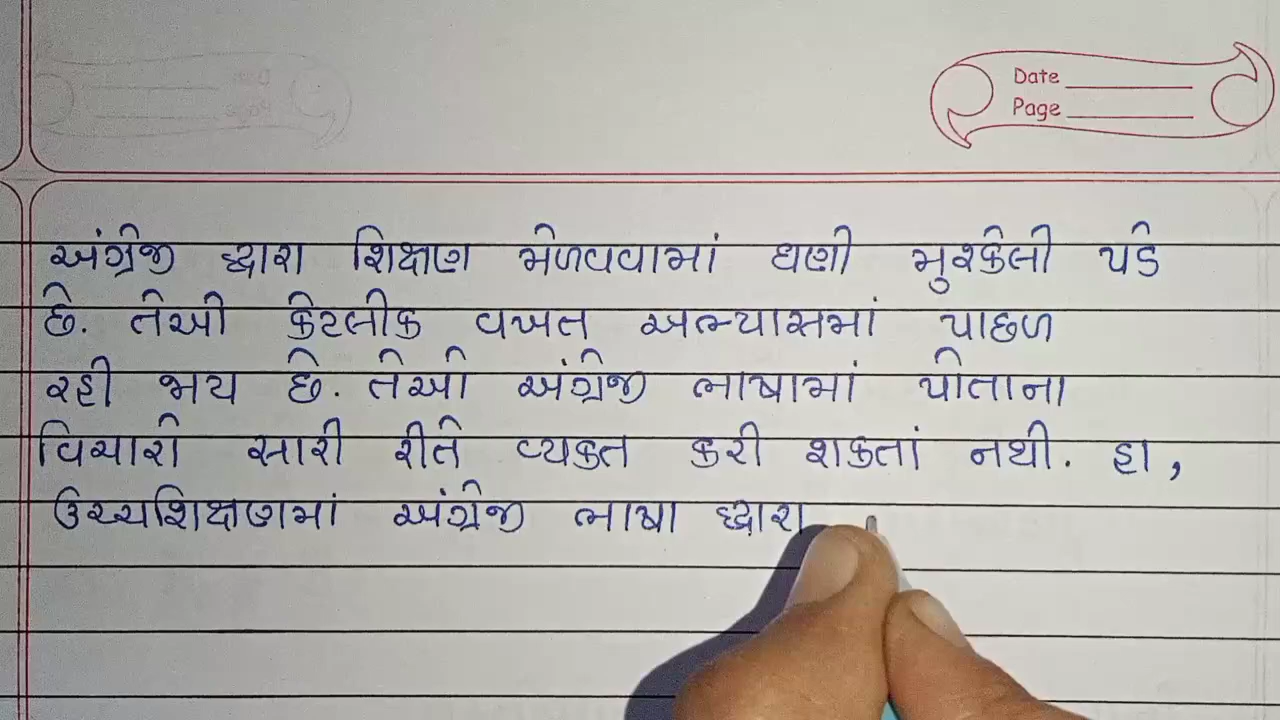 Date
Page
અંગ્રેજી દ્વારા શિક્ષણ મેળવવામાં ઘણી મુશ્કેલી પડે
છે. તેઓ કેટલીક વખત અભ્યાસમાં પાછળ
રહી જાય છે. તેઓ અંગ્રેજી ભાષામાં પોતાના
વિચારો સારી રીતે વ્યક્ત કરી શકતાં નથી. હા,
ઉચ્ચશિક્ષણમાં અંગ્રેજી ભાષા દ્વારા